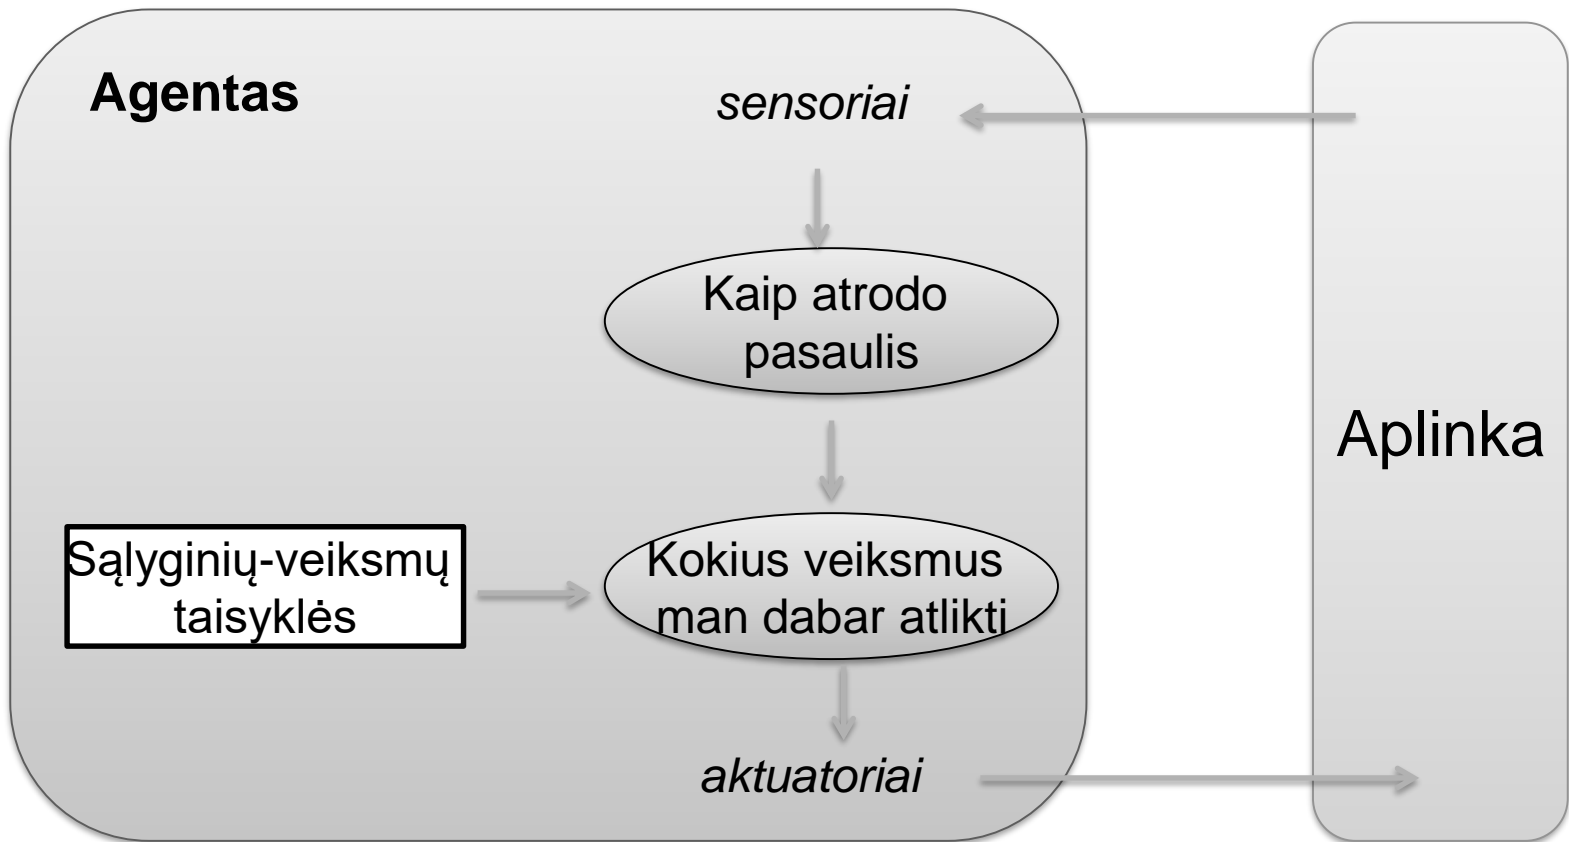 Agentas
sensoriai
Kaip atrodo
pasaulis
Aplinka
Sąlyginių-veiksmų
taisyklės
Kokius veiksmus
man dabar atlikti
aktuatoriai